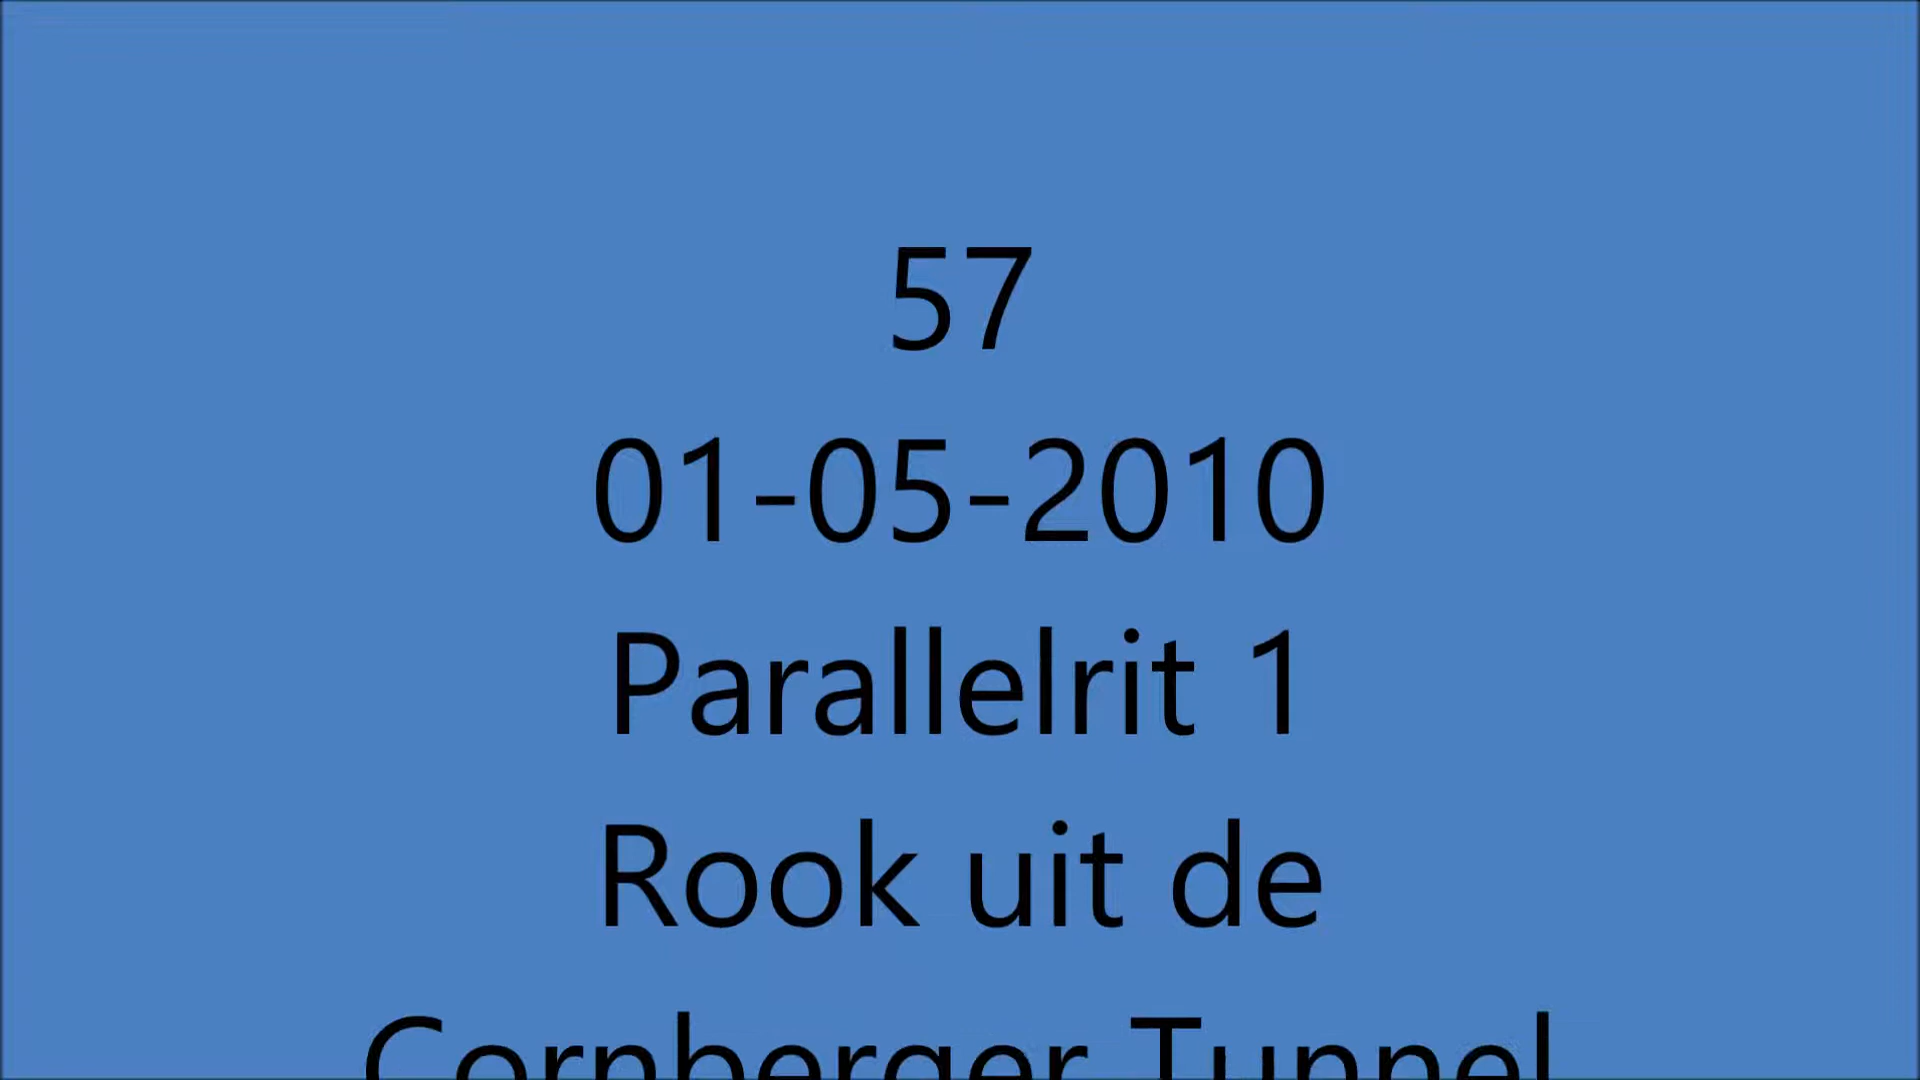 57
01-05-2010
Parallelrit 1
Rook uit de
Cornberger Tunnel